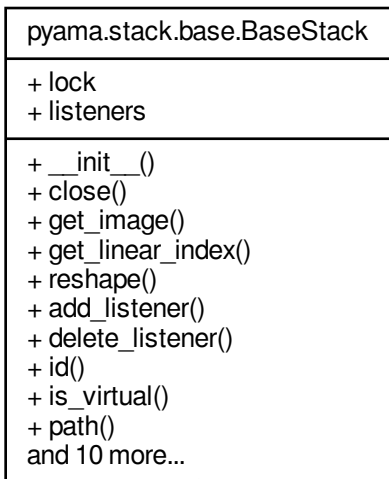 pyama.stack.base.BaseStack
+ lock
+ listeners
+ __init__()
+ close()
+ get_image()
+ get_linear_index()
+ reshape()
+ add_listener()
+ delete_listener()
+ id()
+ is_virtual()
+ path()
and 10 more...